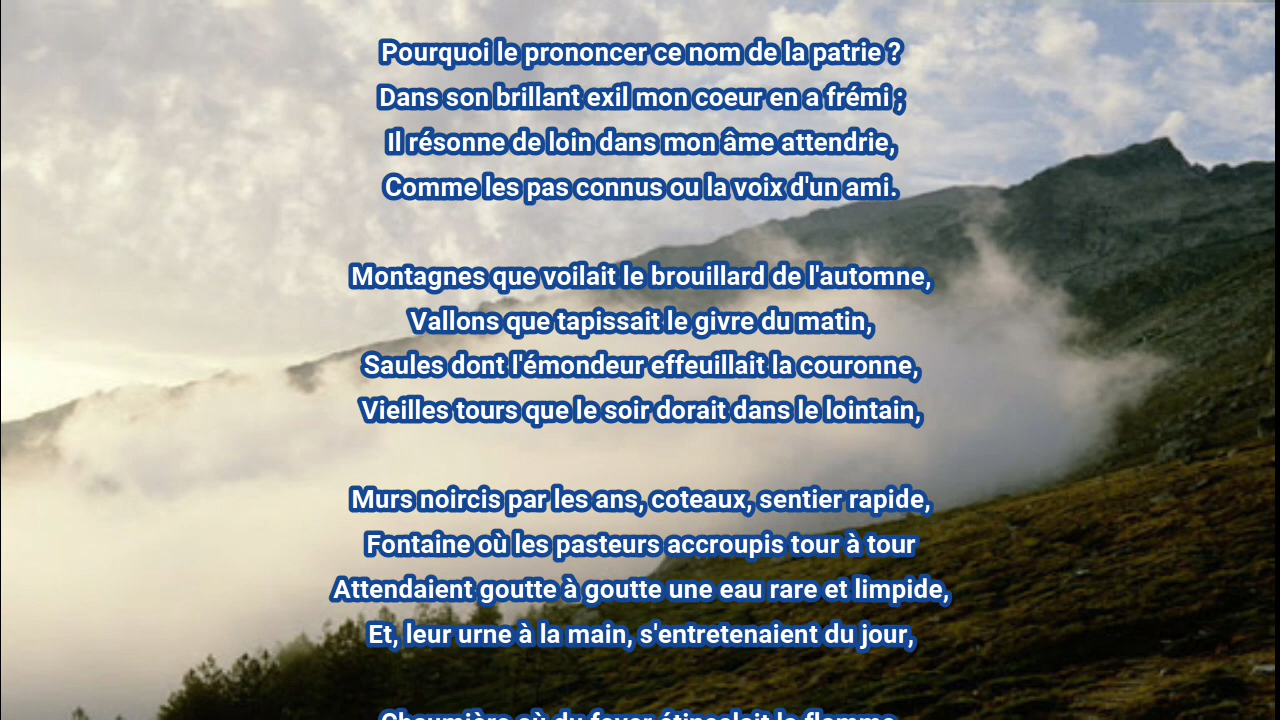 Pourquoi le prononcer ce nom de la patrie ?
Dans son brillant exil mon coeur en a frémi ;
Il résonne de loin dans mon âme attendrie,
Comme les pas connus ou la voix d'un ami.
Montagnes que voilait le brouillard de l'automne,
Vallons que tapissait le givre du matin,
Saules dont l'émondeur effeuillait la couronne,
Vieilles tours que le soir dorait dans le lointain,
Murs noircis par les ans, coteaux, sentier rapide,
Fontaine où les pasteurs accroupis tour à tour
Attendaient goutte à goutte une eau rare et limpide,
Et, leur urne à la main, s'entretenaient du jour,
Chaumière où du foyer étincelait la flamme,